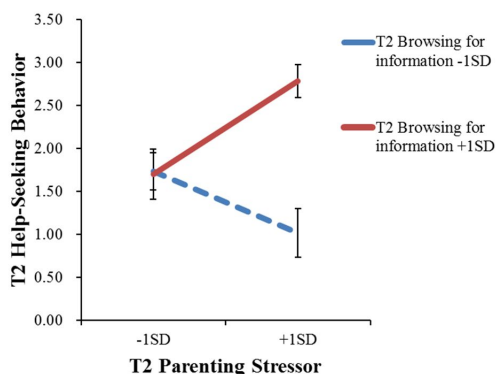 3.50
3.00
2.50
2.00
1.50
1.00
0.50
0.00
T2 Help-Seeking Behavior
-1SD
+1SD
T2 Parenting Stressor
T2 Browsing for
information -1SD
T2 Browsing for
information +1SD